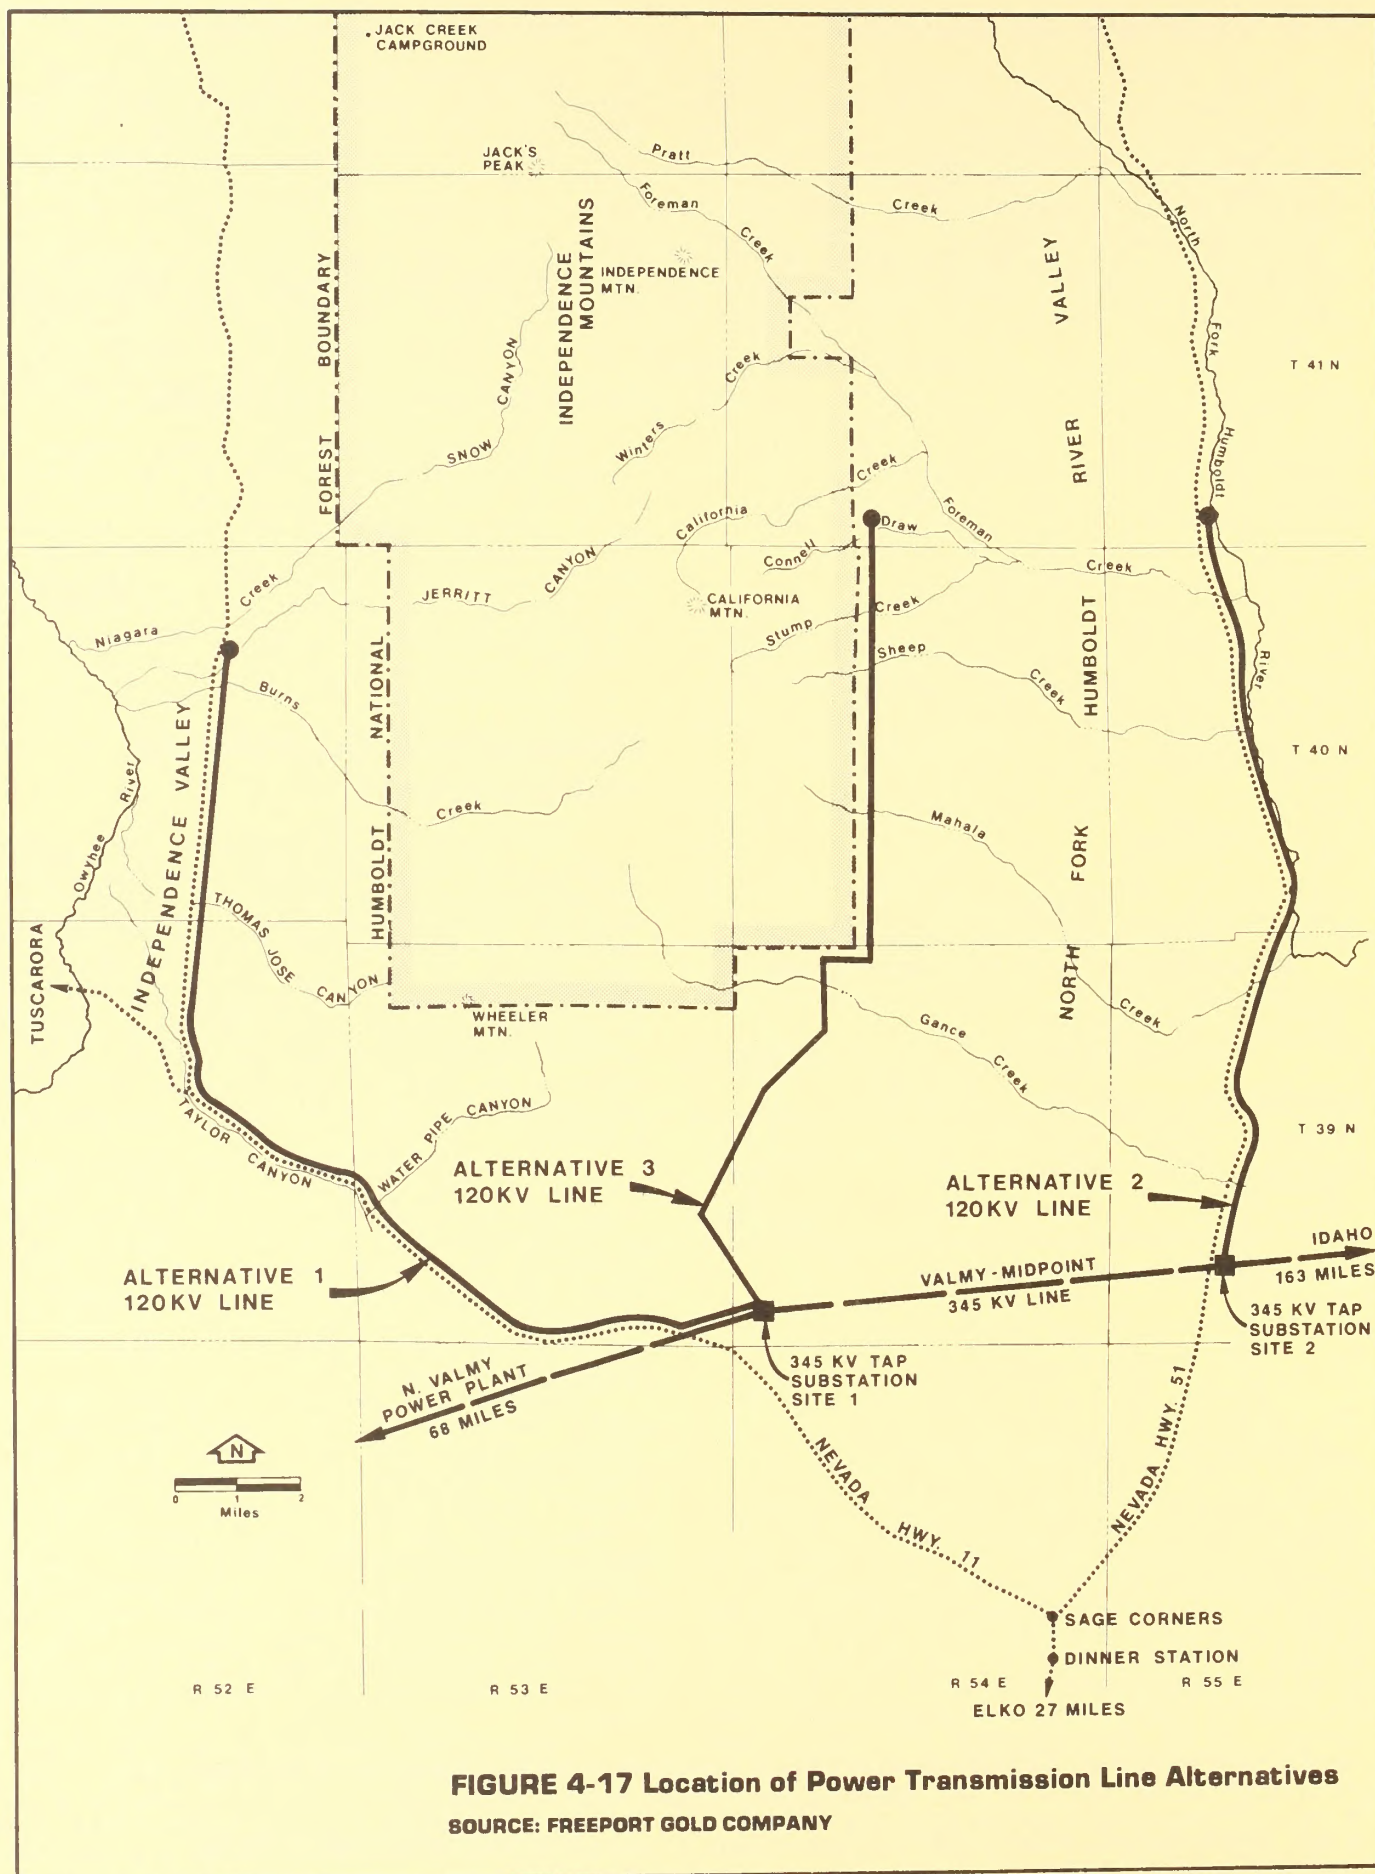 JACK CREEK
CAMPGROUND
JACK'S
PEAK
Pratt
Creek
Foreman
Creek
North
Fork
Humboldt
River
INDEPENDENCE
MOUNTAINS
INDEPENDENCE
MTN.
FOREST BOUNDARY
VALLEY
RIVER
HUMBOLDT
FORK
NORTH
T 41 N
SNOW CANYON
Winters Creek
California Creek
Connell
Draw
Foreman
Creek
Niagara Creek
JERRITT CANYON
CALIFORNIA
MTN.
Stump Creek
Sheep
Creek
Burns
Creek
HUMBOLDT NATIONAL
T 40 N
Mahala
Creek
Owyhee River
INDEPENDENCE VALLEY
THOMAS JOSE CANYON
TUSCARORA
WHEELER
MTN.
Gance
Creek
TAYLOR
CANYON
WATER PIPE CANYON
T 39 N
ALTERNATIVE 3
120KV LINE
ALTERNATIVE 2
120KV LINE
ALTERNATIVE 1
120KV LINE
VALMY-MIDPOINT
345 KV LINE
IDAHO
163 MILES
345 KV TAP
SUBSTATION
SITE 2
345 KV TAP
SUBSTATION
SITE 1
N. VALMY
POWER PLANT
68 MILES
N
0 1 2
Miles
NEVADA HWY. 11
NEVADA HWY. 51
SAGE CORNERS
DINNER STATION
R 52 E
R 53 E
R 54 E
R 55 E
ELKO 27 MILES
FIGURE 4-17 Location of Power Transmission Line Alternatives
SOURCE: FREEPORT GOLD COMPANY